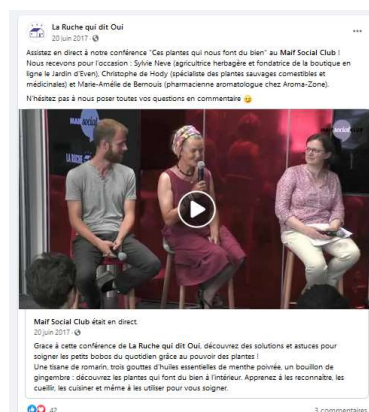 La Ruche qui dit Oui
20 juin 2017 ·
Assistez en direct à notre conférence "Ces plantes qui nous font du bien" au Maif Social Club !
Nous recevons pour l'occasion : Sylvie Neve (agricultrice herbagère et fondatrice de la boutique en
ligne le Jardin d'Even), Christophe de Hody (spécialiste des plantes sauvages comestibles et
médicinales) et Marie-Amélie de Bernouis (pharmacienne aromatologue chez Aroma-Zone).
N'hésitez pas à nous poser toutes vos questions en commentaire 😉
social
LA RUCHE
social
Maif Social Club était en direct.
20 juin 2017 ·
Grace à cette conférence de La Ruche qui dit Oui, découvrez des solutions et astuces pour
soigner les petits bobos du quotidien grâce au pouvoir des plantes !
Une tisane de romarin, trois gouttes d'huiles essentielles de menthe poivrée, un bouillon de
gingembre : découvrez les plantes qui font du bien à l'intérieur. Apprenez à les reconnaître, les
cueillir, les cuisiner et même à les utiliser pour vous soigner.
42
3 commentaires